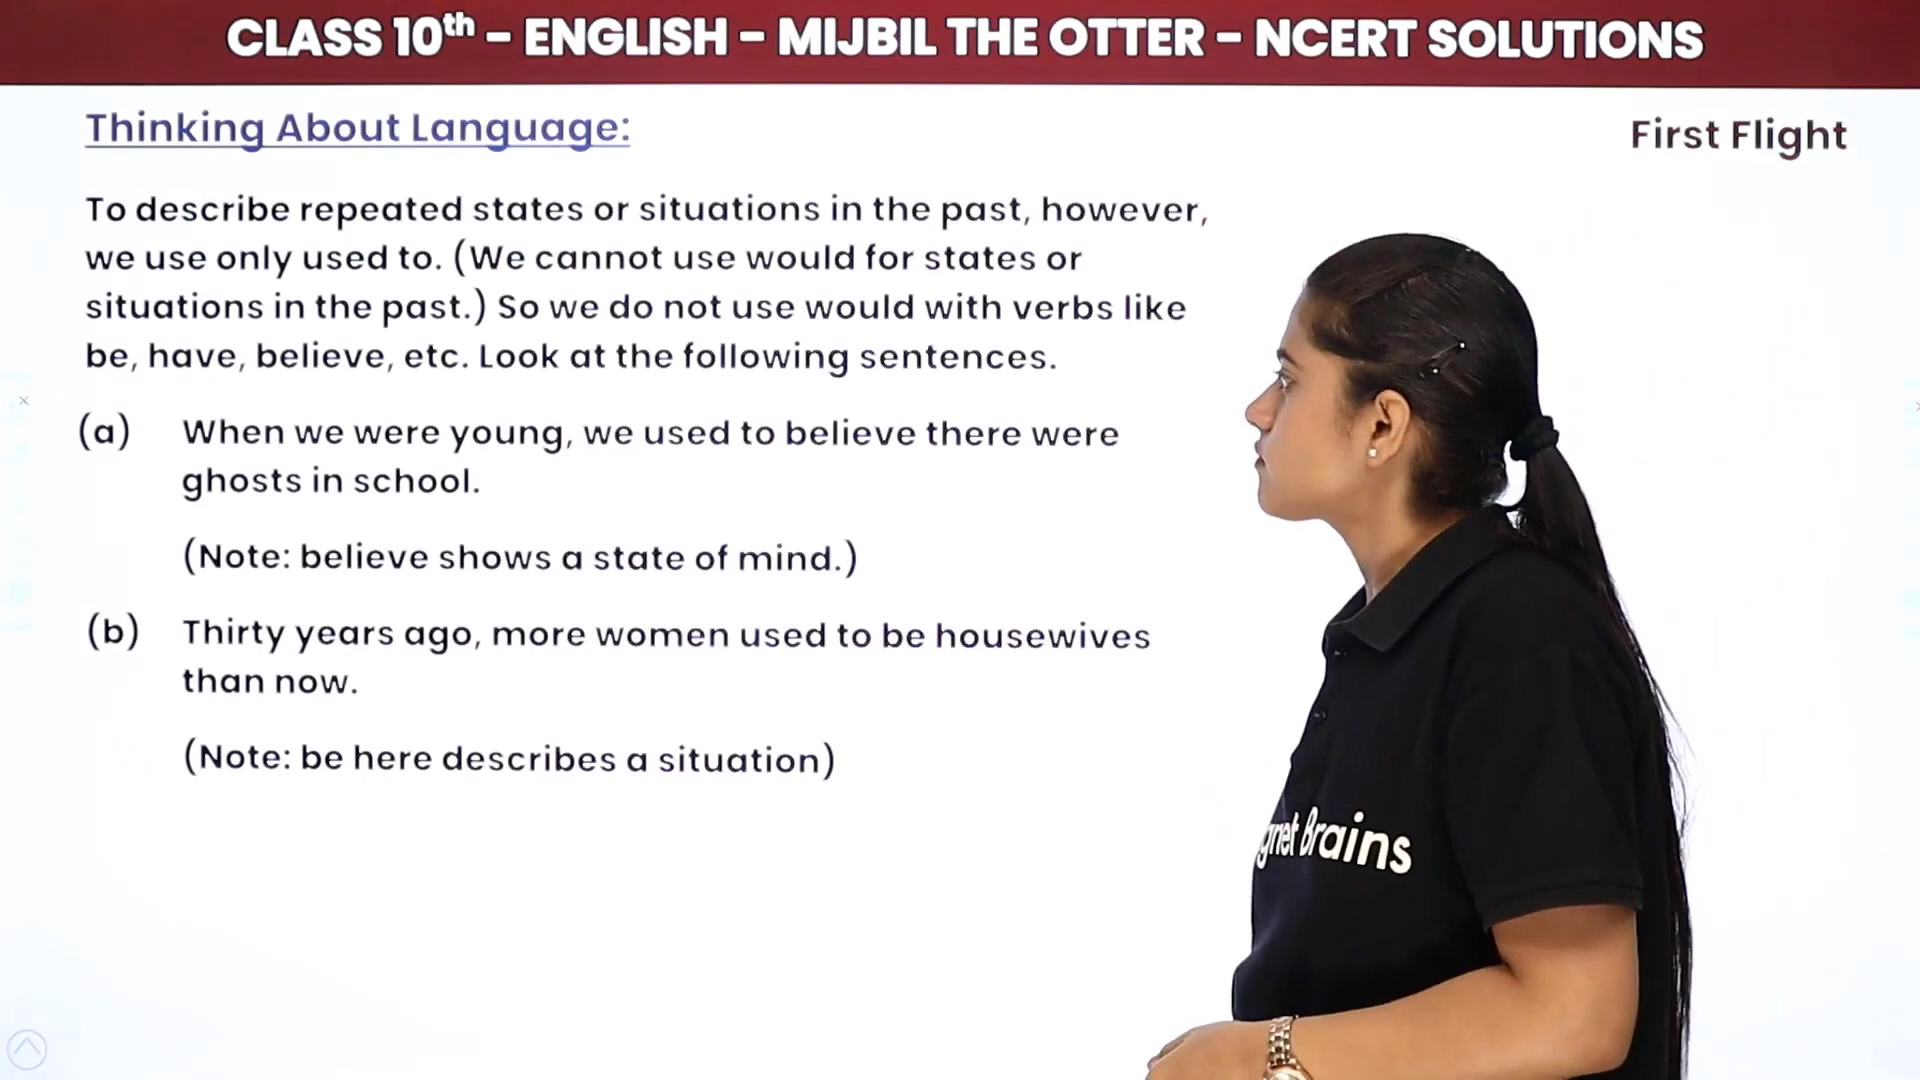 CLASS 10th – ENGLISH – MIJBIL THE OTTER – NCERT SOLUTIONS
Thinking About Language:
First Flight
To describe repeated states or situations in the past, however,
we use only used to. (We cannot use would for states or
situations in the past.) So we do not use would with verbs like
be, have, believe, etc. Look at the following sentences.
(a) When we were young, we used to believe there were
ghosts in school.
(Note: believe shows a state of mind.)
(b) Thirty years ago, more women used to be housewives
than now.
(Note: be here describes a situation)
gnet Brains